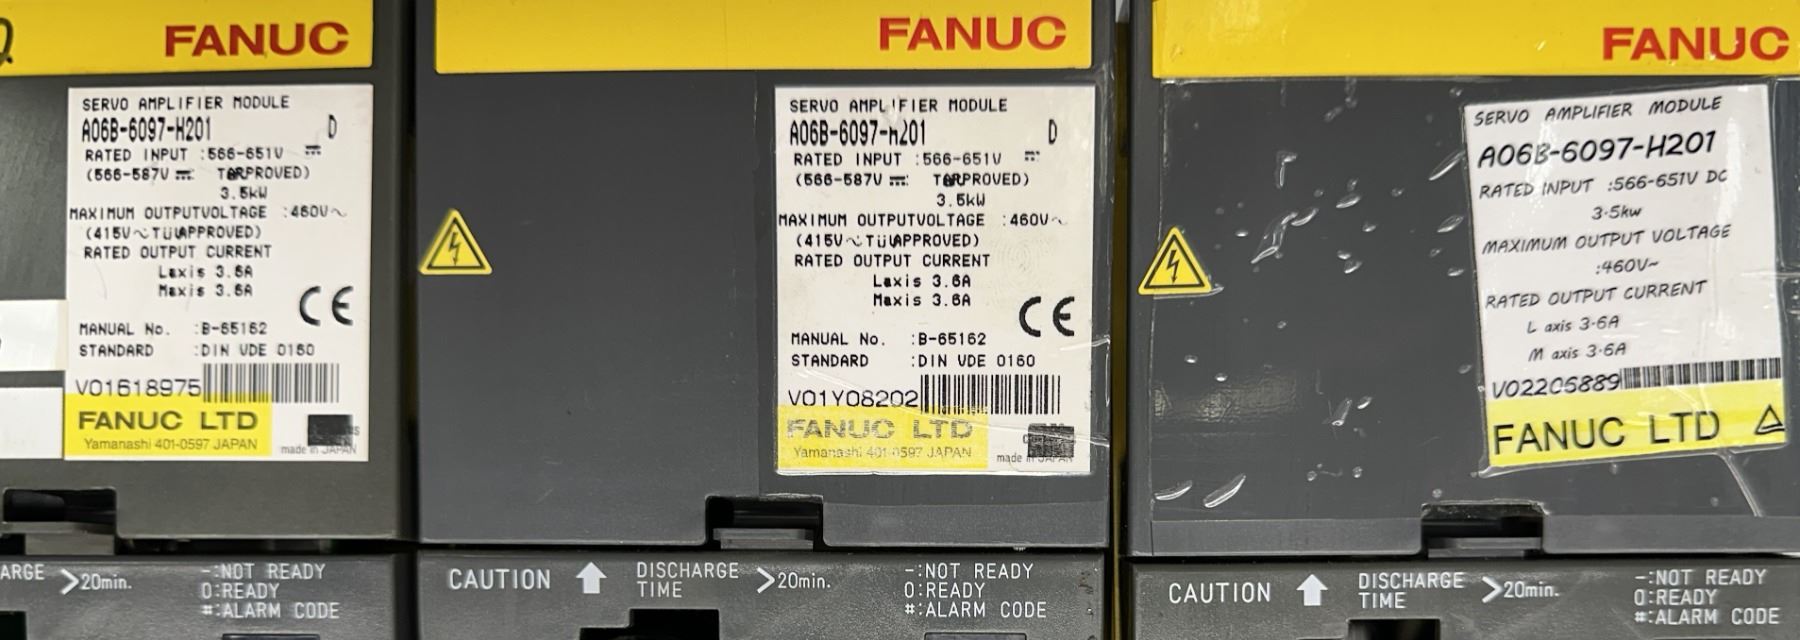 FANUC
SERVO AMPLIFIER MODULE
A06B-6097-H201 D
RATED INPUT :566-651V ⎓
(566-587V ⎓
3.5kW
MAXIMUM OUTPUTVOLTAGE :460V~
(415V~TÜV APPROVED)
RATED OUTPUT CURRENT
Laxis 3.6A
Maxis 3.6A
CE
MANUAL No. :B-65162
STANDARD :DIN VDE 0160
V01618975
FANUC LTD
Yamanashi 401-0597 JAPAN
made in JAPAN
ARGE >20min.
-:NOT READY
0:READY
#:ALARM CODE
FANUC
SERVO AMPLIFIER MODULE
A06B-6097-H201 D
RATED INPUT :566-651V ⎓
(566-587V ⎓
3.5kW
MAXIMUM OUTPUTVOLTAGE :460V~
(415V~TÜV APPROVED)
RATED OUTPUT CURRENT
Laxis 3.6A
Maxis 3.6A
CE
MANUAL No. :B-65162
STANDARD :DIN VDE 0160
V01Y08202
FANUC LTD
Yamanashi 401-0597 JAPAN
made in JAPAN
CAUTION
DISCHARGE
TIME
>20min.
-:NOT READY
0:READY
#:ALARM CODE
FANUC
SERVO AMPLIFIER MODULE
A06B-6097-H201
RATED INPUT :566-651V DC
3.5kw
MAXIMUM OUTPUT VOLTAGE
:460V~
RATED OUTPUT CURRENT
L axis 3.6A
M axis 3.6A
V02205889
FANUC LTD
CAUTION
DISCHARGE
TIME
>20min.
-:NOT READY
0:READY
#:ALARM CODE